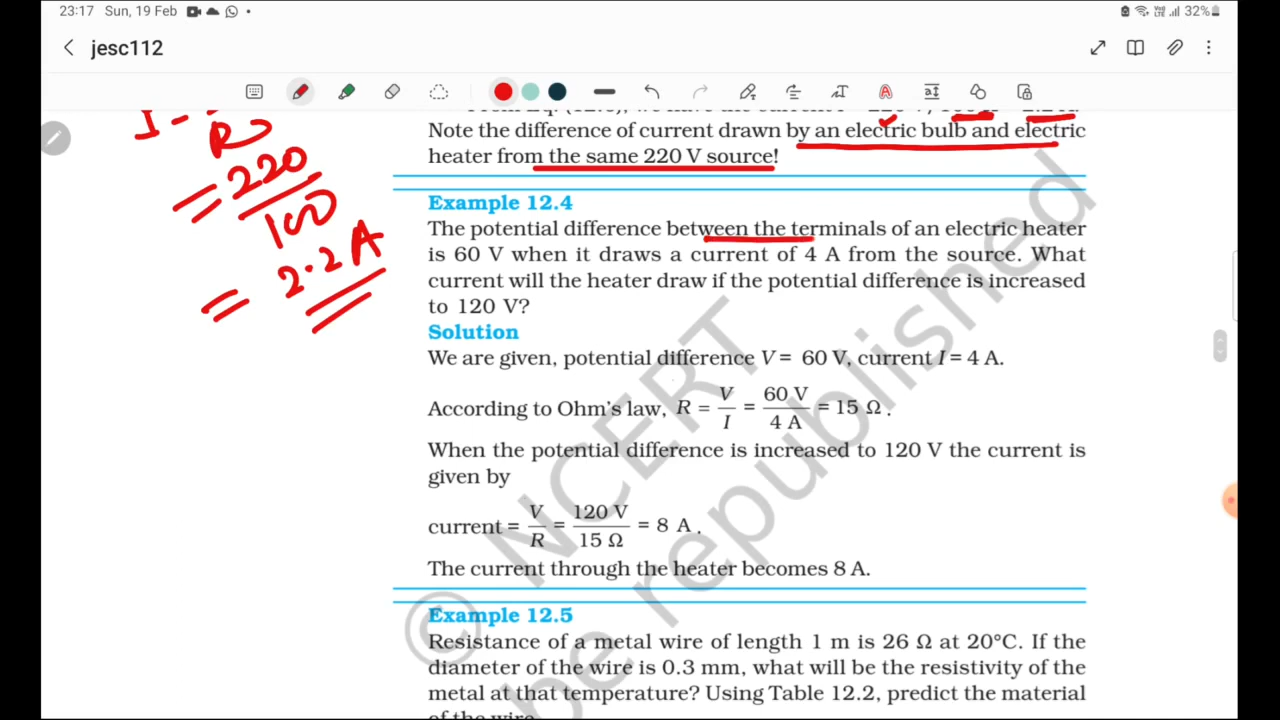 23:17 Sun, 19 Feb
32%
jesc112
Note the difference of current drawn by an electric bulb and electric
heater from the same 220 V source!
R
= 220
100
= 2.2 A
Example 12.4
The potential difference between the terminals of an electric heater
is 60 V when it draws a current of 4 A from the source. What
current will the heater draw if the potential difference is increased
to 120 V?
Solution
We are given, potential difference V = 60 V, current I = 4 A.
According to Ohm's law, R = V/I = 60 V/4 A = 15 Ω.
When the potential difference is increased to 120 V the current is
given by
current = V/R = 120 V/15 Ω = 8 A.
The current through the heater becomes 8 A.
Example 12.5
Resistance of a metal wire of length 1 m is 26 Ω at 20°C. If the
diameter of the wire is 0.3 mm, what will be the resistivity of the
metal at that temperature? Using Table 12.2, predict the material
of the wire.
© NCERT
be republished